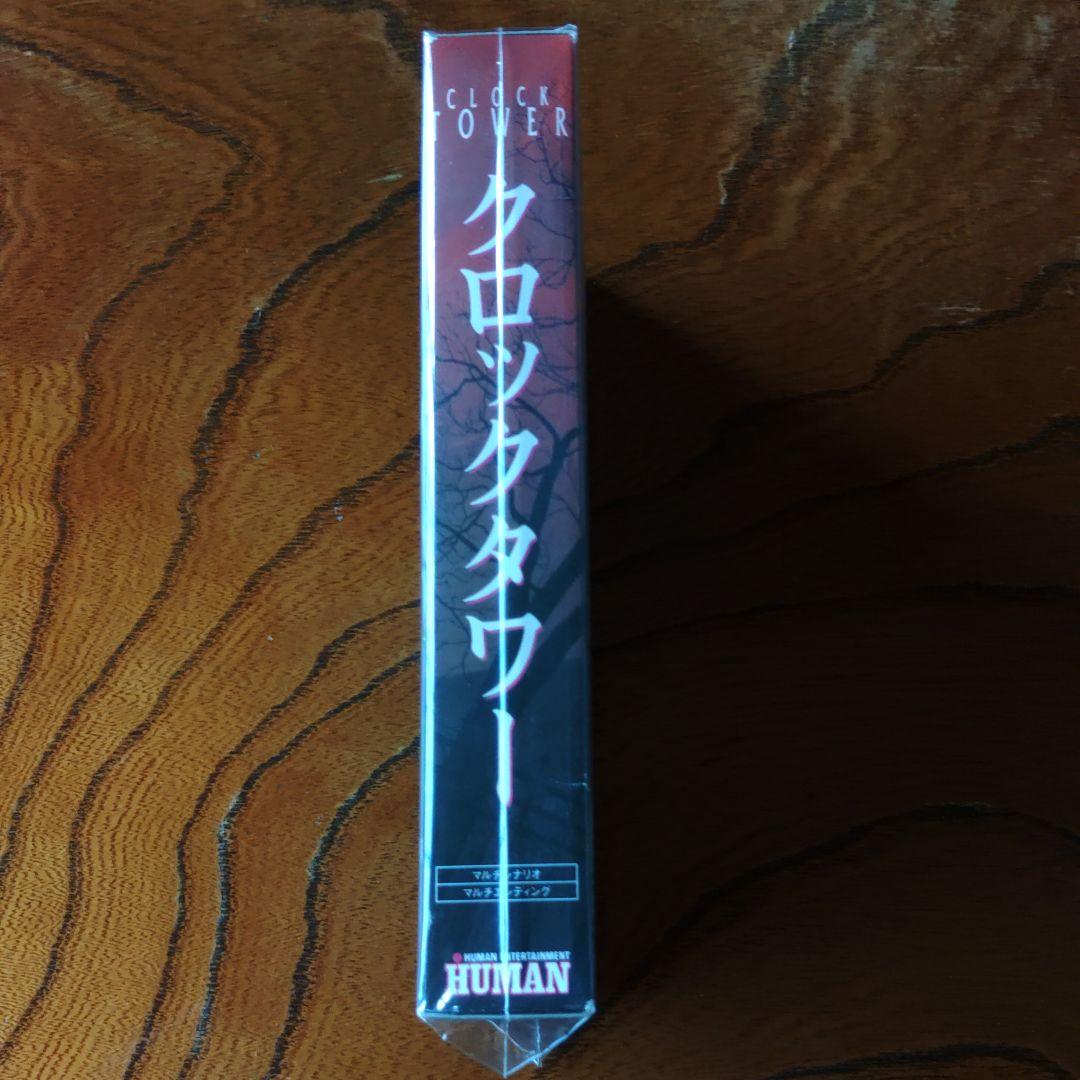 CLOCK
TOWER
クロックタワー
マルチシナリオ
マルチエンディング
HUMAN ENTERTAINMENT
HUMAN